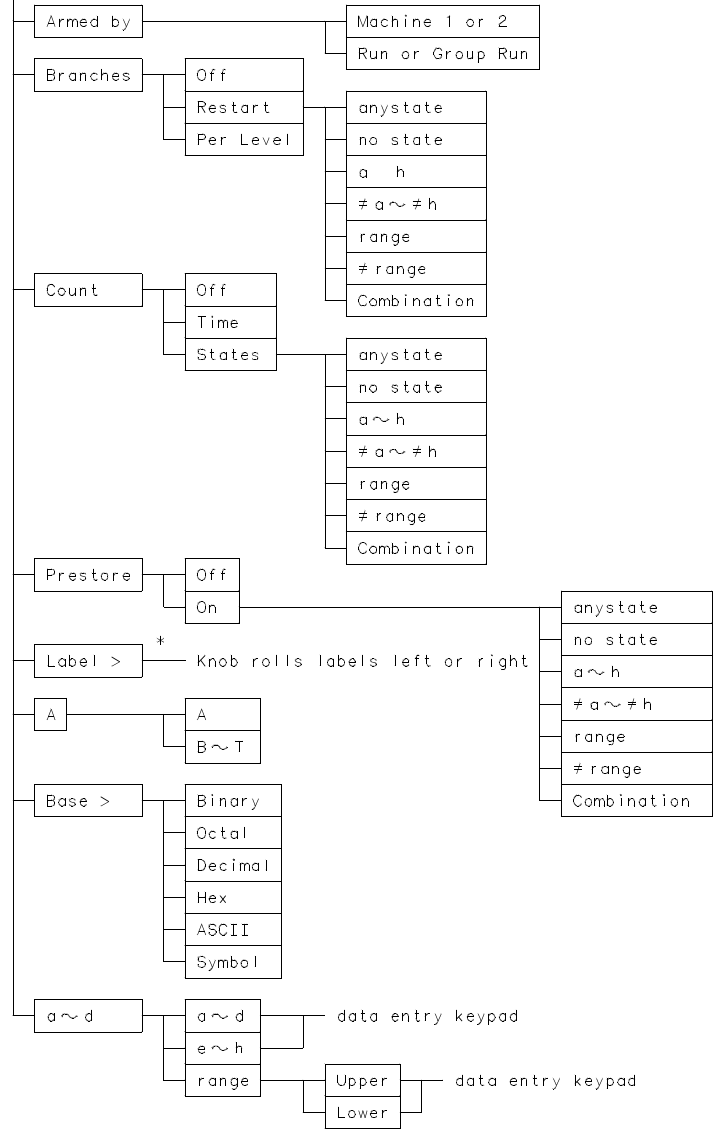 Armed by
Machine 1 or 2
Run or Group Run
Branches
Off
Restart
Per Level
anystate
no state
a h
≠a~≠h
range
≠range
Combination
Count
Off
Time
States
anystate
no state
a~h
≠a~≠h
range
≠range
Combination
Prestore
Off
On
anystate
no state
a~h
≠a~≠h
range
≠range
Combination
Label >
*
Knob rolls labels left or right
A
A
B~T
Base >
Binary
Octal
Decimal
Hex
ASCII
Symbol
a~d
a~d
e~h
range
data entry keypad
Upper
Lower
data entry keypad